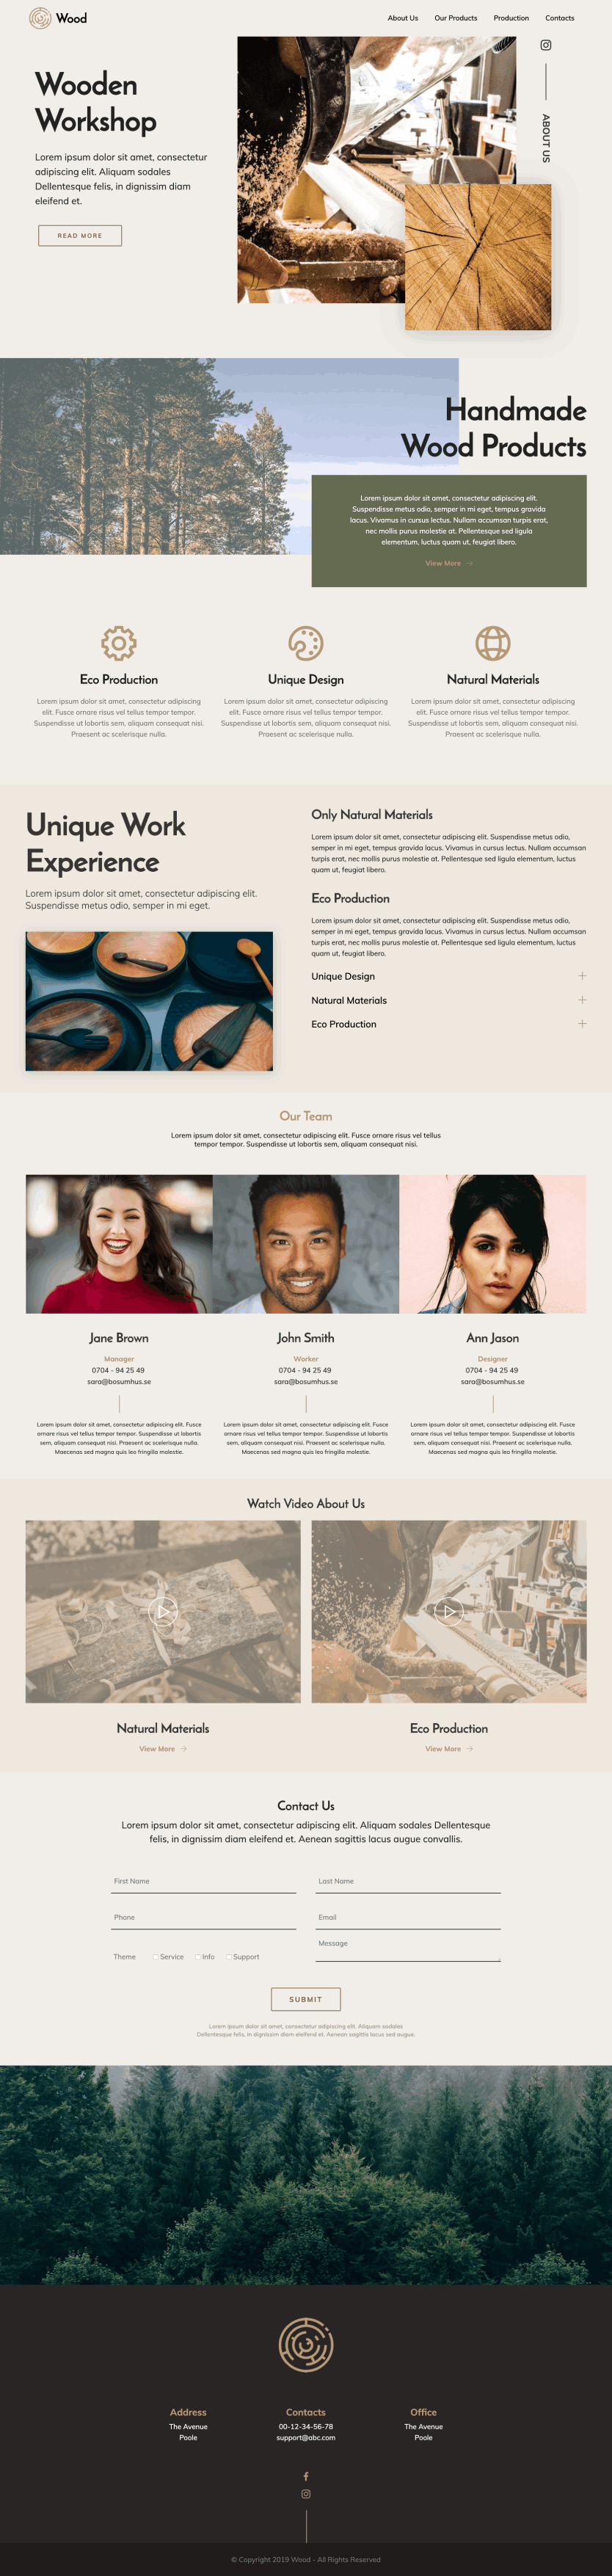 Wood
About Us
Our Products
Production
Contacts
Wooden
Workshop
Lorem ipsum dolor sit amet, consectetur
adipiscing elit. Aliquam sodales
Dellentesque felis, in dignissim diam
eleifend et.
READ MORE
ABOUT US
Handmade
Wood Products
Lorem ipsum dolor sit amet, consectetur adipiscing elit.
Suspendisse metus odio, semper in mi eget, tempus gravida
lacus. Vivamus in cursus lectus. Nullam accumsan turpis erat,
nec mollis purus molestie at. Pellentesque sed ligula
elementum, luctus quam ut, feugiat libero.
View More
Eco Production
Lorem ipsum dolor sit amet, consectetur adipiscing
elit. Fusce ornare risus vel tellus tempor tempor.
Suspendisse ut lobortis sem, aliquam consequat nisi.
Praesent ac scelerisque nulla.
Unique Design
Lorem ipsum dolor sit amet, consectetur adipiscing
elit. Fusce ornare risus vel tellus tempor tempor.
Suspendisse ut lobortis sem, aliquam consequat nisi.
Praesent ac scelerisque nulla.
Natural Materials
Lorem ipsum dolor sit amet, consectetur adipiscing
elit. Fusce ornare risus vel tellus tempor tempor.
Suspendisse ut lobortis sem, aliquam consequat nisi.
Praesent ac scelerisque nulla.
Unique Work
Experience
Lorem ipsum dolor sit amet, consectetur adipiscing elit.
Suspendisse metus odio, semper in mi eget.
Only Natural Materials
Lorem ipsum dolor sit amet, consectetur adipiscing elit. Suspendisse metus odio,
semper in mi eget, tempus gravida lacus. Vivamus in cursus lectus. Nullam accumsan
turpis erat, nec mollis purus molestie at. Pellentesque sed ligula elementum, luctus
quam ut, feugiat libero.
Eco Production
Lorem ipsum dolor sit amet, consectetur adipiscing elit. Suspendisse metus odio,
semper in mi eget, tempus gravida lacus. Vivamus in cursus lectus. Nullam accumsan
turpis erat, nec mollis purus molestie at. Pellentesque sed ligula elementum, luctus
quam ut, feugiat libero.
Unique Design
Natural Materials
Eco Production
Our Team
Lorem ipsum dolor sit amet, consectetur adipiscing elit. Fusce ornare risus vel tellus
tempor tempor. Suspendisse ut lobortis sem, aliquam consequat nisi.
Jane Brown
Manager
0704 - 94 25 49
sara@bosumhus.se
Lorem ipsum dolor sit amet, consectetur adipiscing elit. Fusce
ornare risus vel tellus tempor tempor. Suspendisse ut lobortis
sem, aliquam consequat nisi. Praesent ac scelerisque nulla.
Maecenas sed magna quis leo fringilla molestie.
John Smith
Worker
0704 - 94 25 49
sara@bosumhus.se
Lorem ipsum dolor sit amet, consectetur adipiscing elit. Fusce
ornare risus vel tellus tempor tempor. Suspendisse ut lobortis
sem, aliquam consequat nisi. Praesent ac scelerisque nulla.
Maecenas sed magna quis leo fringilla molestie.
Ann Jason
Designer
0704 - 94 25 49
sara@bosumhus.se
Lorem ipsum dolor sit amet, consectetur adipiscing elit. Fusce
ornare risus vel tellus tempor tempor. Suspendisse ut lobortis
sem, aliquam consequat nisi. Praesent ac scelerisque nulla.
Maecenas sed magna quis leo fringilla molestie.
Watch Video About Us
Natural Materials
View More
Eco Production
View More
Contact Us
Lorem ipsum dolor sit amet, consectetur adipiscing elit. Aliquam sodales Dellentesque
felis, in dignissim diam eleifend et. Aenean sagittis lacus augue convallis.
First Name
Last Name
Phone
Email
Message
Theme
Service
Info
Support
SUBMIT
Lorem ipsum dolor sit amet, consectetur adipiscing elit. Aliquam sodales
Dellentesque felis, in dignissim diam eleifend et. Aenean sagittis lacus sed augue.
Address
The Avenue
Poole
Contacts
00-12-34-56-78
support@abc.com
Office
The Avenue
Poole
© Copyright 2019 Wood - All Rights Reserved